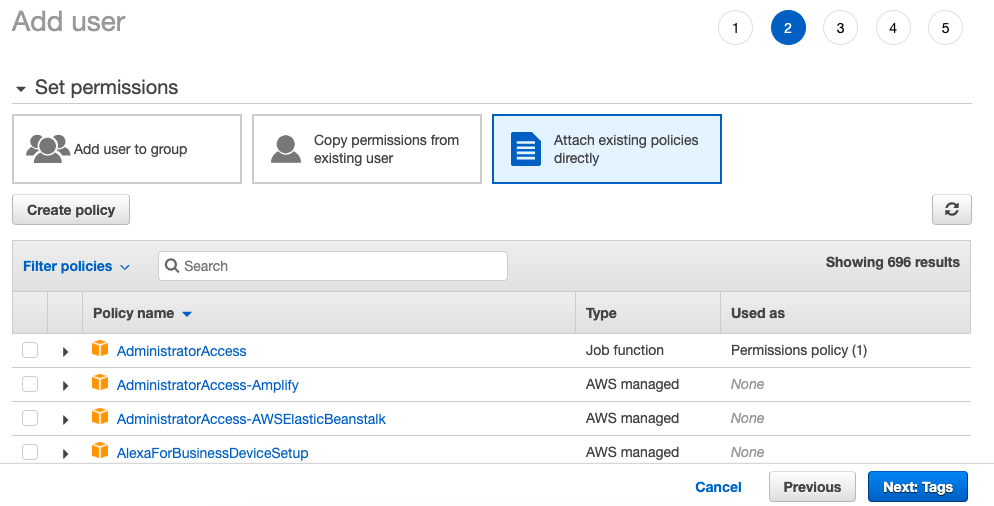 Add user
1 2 3 4 5
Set permissions
Add user to group
Copy permissions from
existing user
Attach existing policies
directly
Create policy
Filter policies
Search
Showing 696 results
Policy name Type Used as
AdministratorAccess Job function Permissions policy (1)
AdministratorAccess-Amplify AWS managed None
AdministratorAccess-AWSElasticBeanstalk AWS managed None
AlexaForBusinessDeviceSetup AWS managed None
Cancel Previous Next: Tags